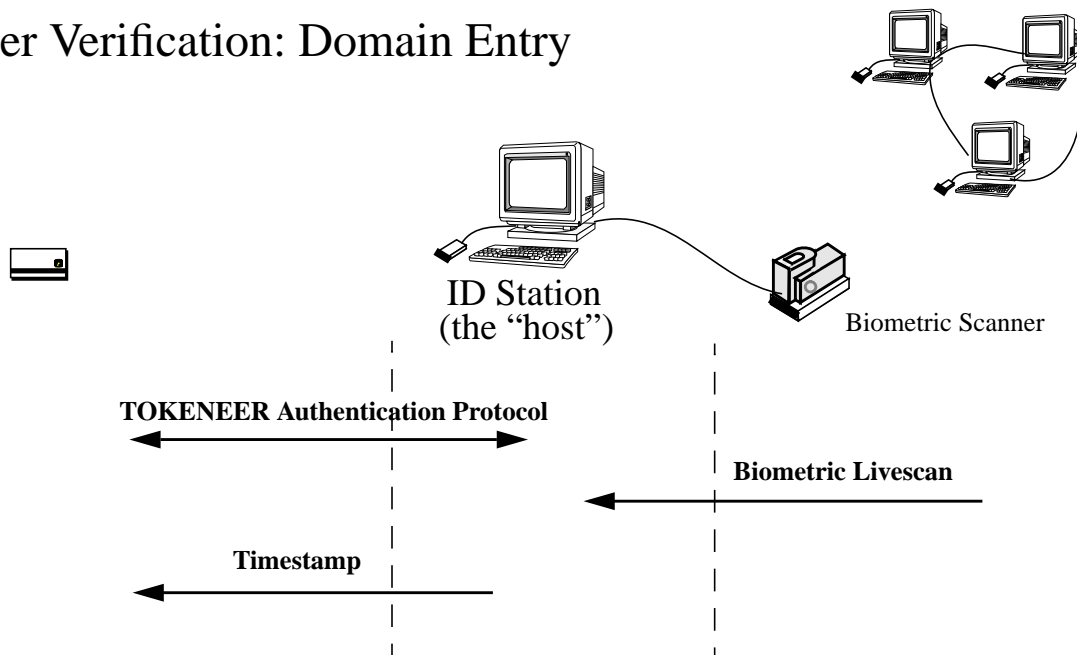 er Verification: Domain Entry
ID Station
(the “host”)
Biometric Scanner
TOKENEER Authentication Protocol
Biometric Livescan
Timestamp